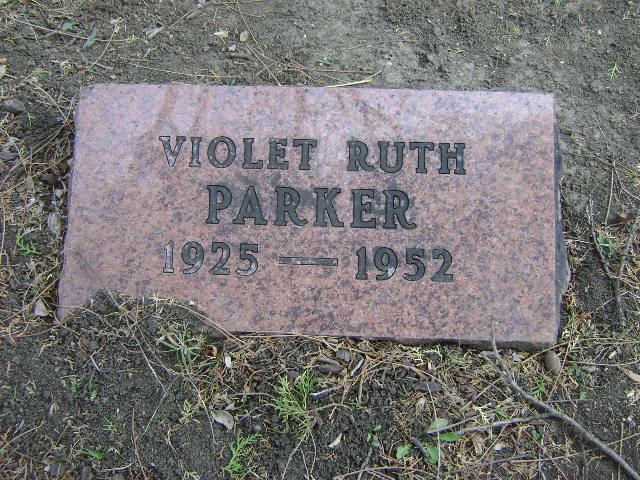 VIOLET RUTH
PARKER
1925 — 1952